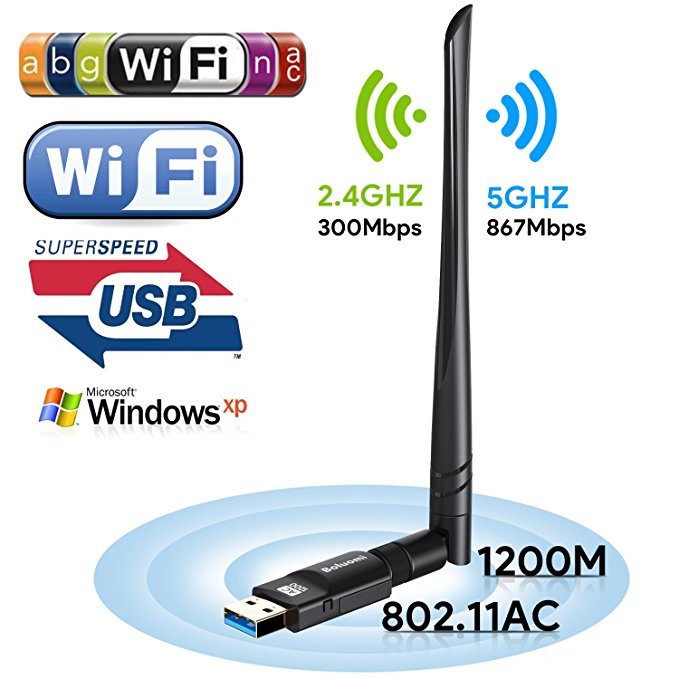 a b g WiFi n ac
WiFi
SUPERSPEED
USB
TM
Microsoft
Windows xp
2.4GHZ
300Mbps
5GHZ
867Mbps
Boluomi
1200M
802.11AC